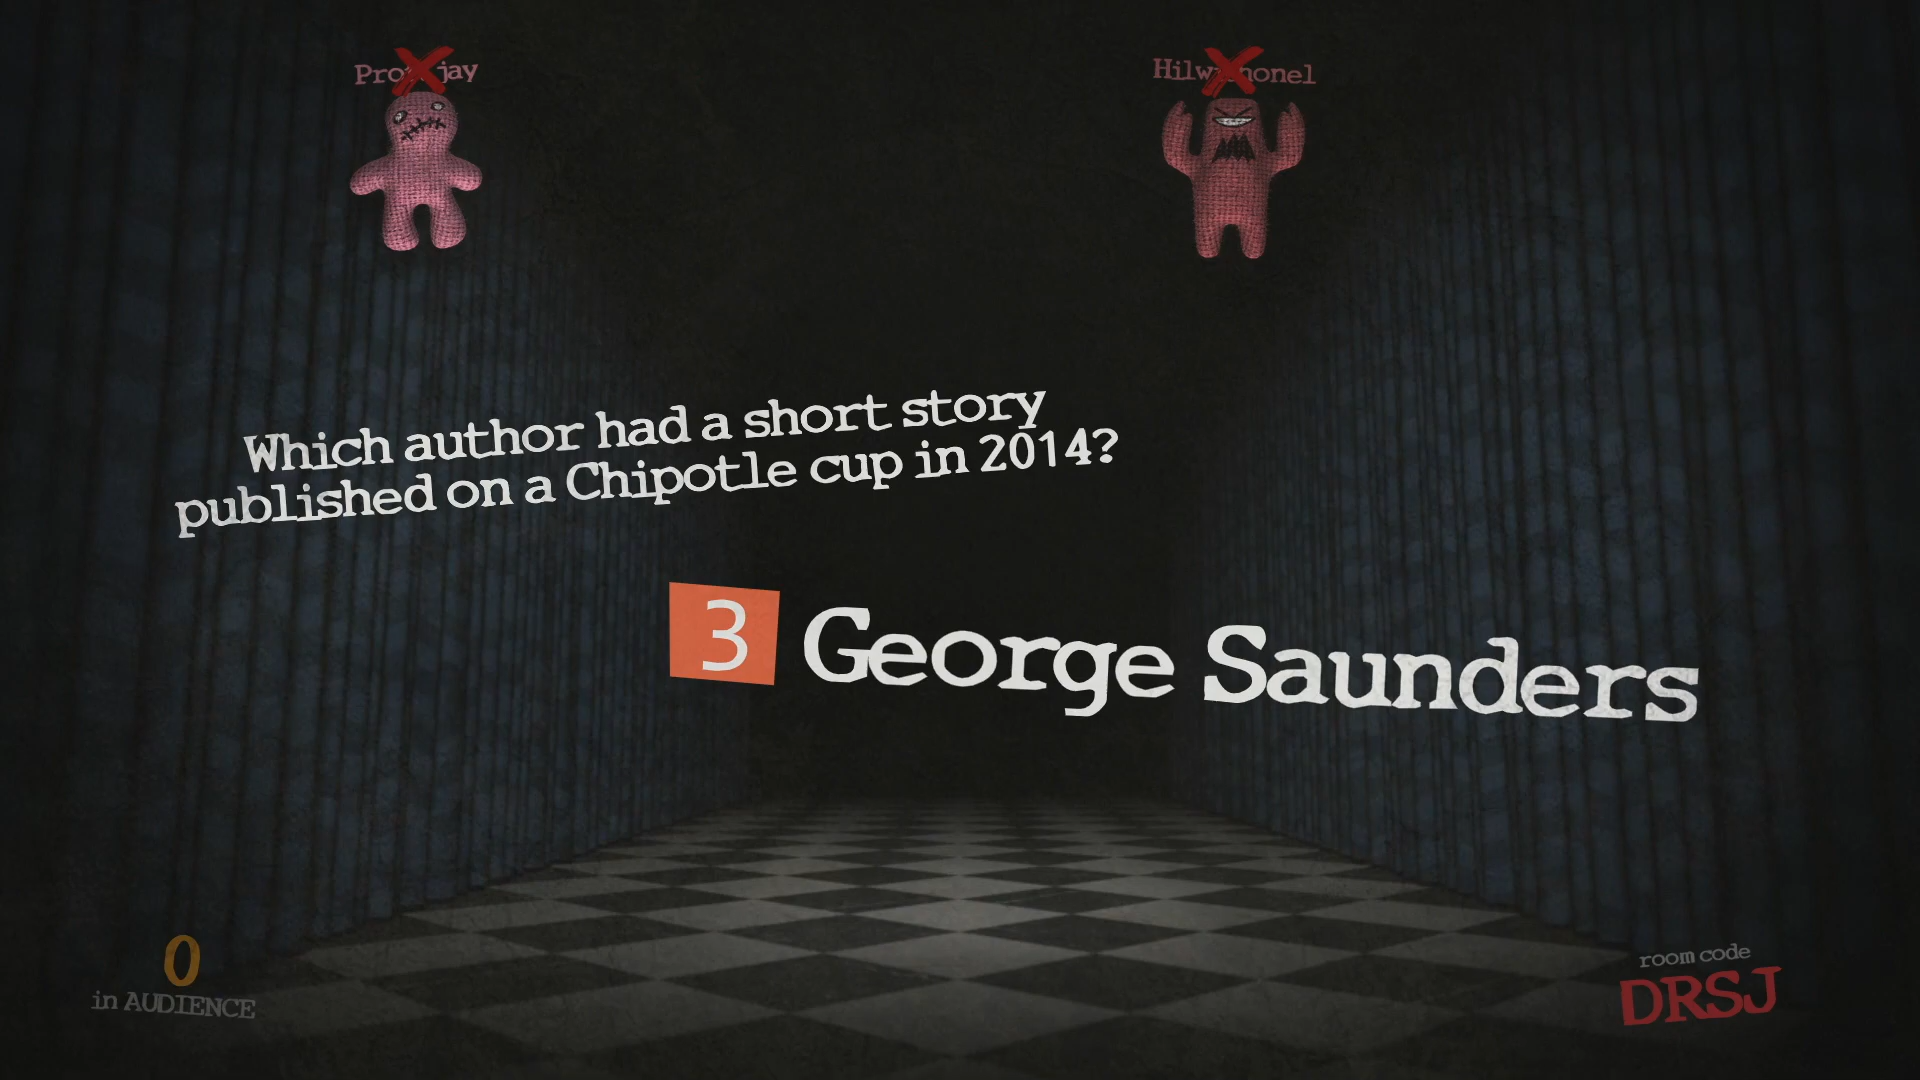 Which author had a short story
published on a Chipotle cup in 2014?
3 George Saunders
0
in AUDIENCE
room code
DRSJ